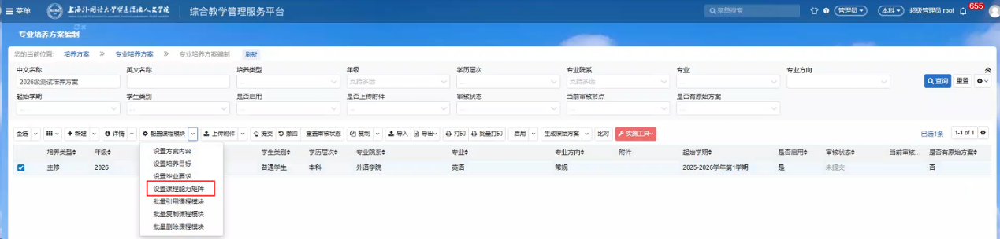 菜单 上海外国语大学贤达经济人文学院 综合教学管理服务平台 菜单搜索 管理员 本科 超级管理员 root 655
专业培养方案编制
您的当前位置: 培养方案 专业培养方案 专业培养方案编制 刷新
中文名称 英文名称 培养类型 年级 学历层次 专业院系 专业 专业方向
2026级测试培养方案 ... 支持多选 ... 支持多选 ... ... 查询 重置
起始学期 学生类别 是否启用 是否上传附件 审核状态 当前审核节点 是否有原始方案
... ... ... ... ... ... ...
全选 新建 详情 配置课程模块 上传附件 提交 撤回 重置审核状态 复制 导入 导出 打印 批量打印 启用 生成原始方案 比对 实施工具 已选1条 1-1 of 1
培养类型 年级 学生类别 学历层次 专业院系 专业 专业方向 附件 起始学期 是否启用 审核状态 当前审核... 是否有原始方案
主修 2026 普通学生 本科 外语学院 英语 常规 2025-2026学年第1学期 是 未提交 否
设置方案内容
设置培养目标
设置毕业要求
设置课程能力矩阵
批量引用课程模块
批量复制课程模块
批量删除课程模块